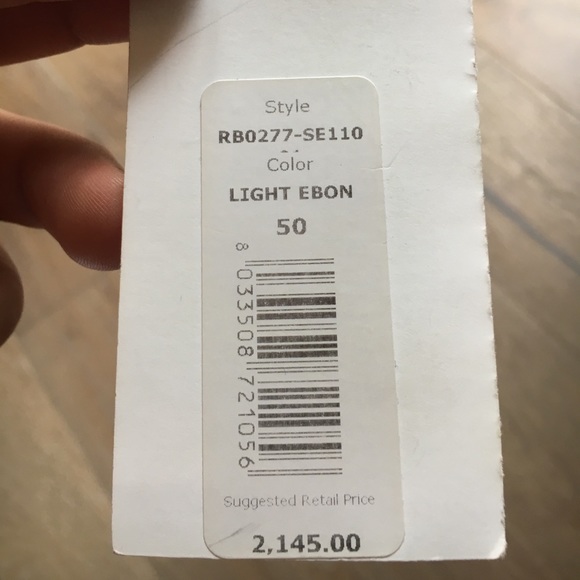 Style
RB0277-SE110
Color
LIGHT EBON
50
8 033508 721056
Suggested Retail Price
2,145.00